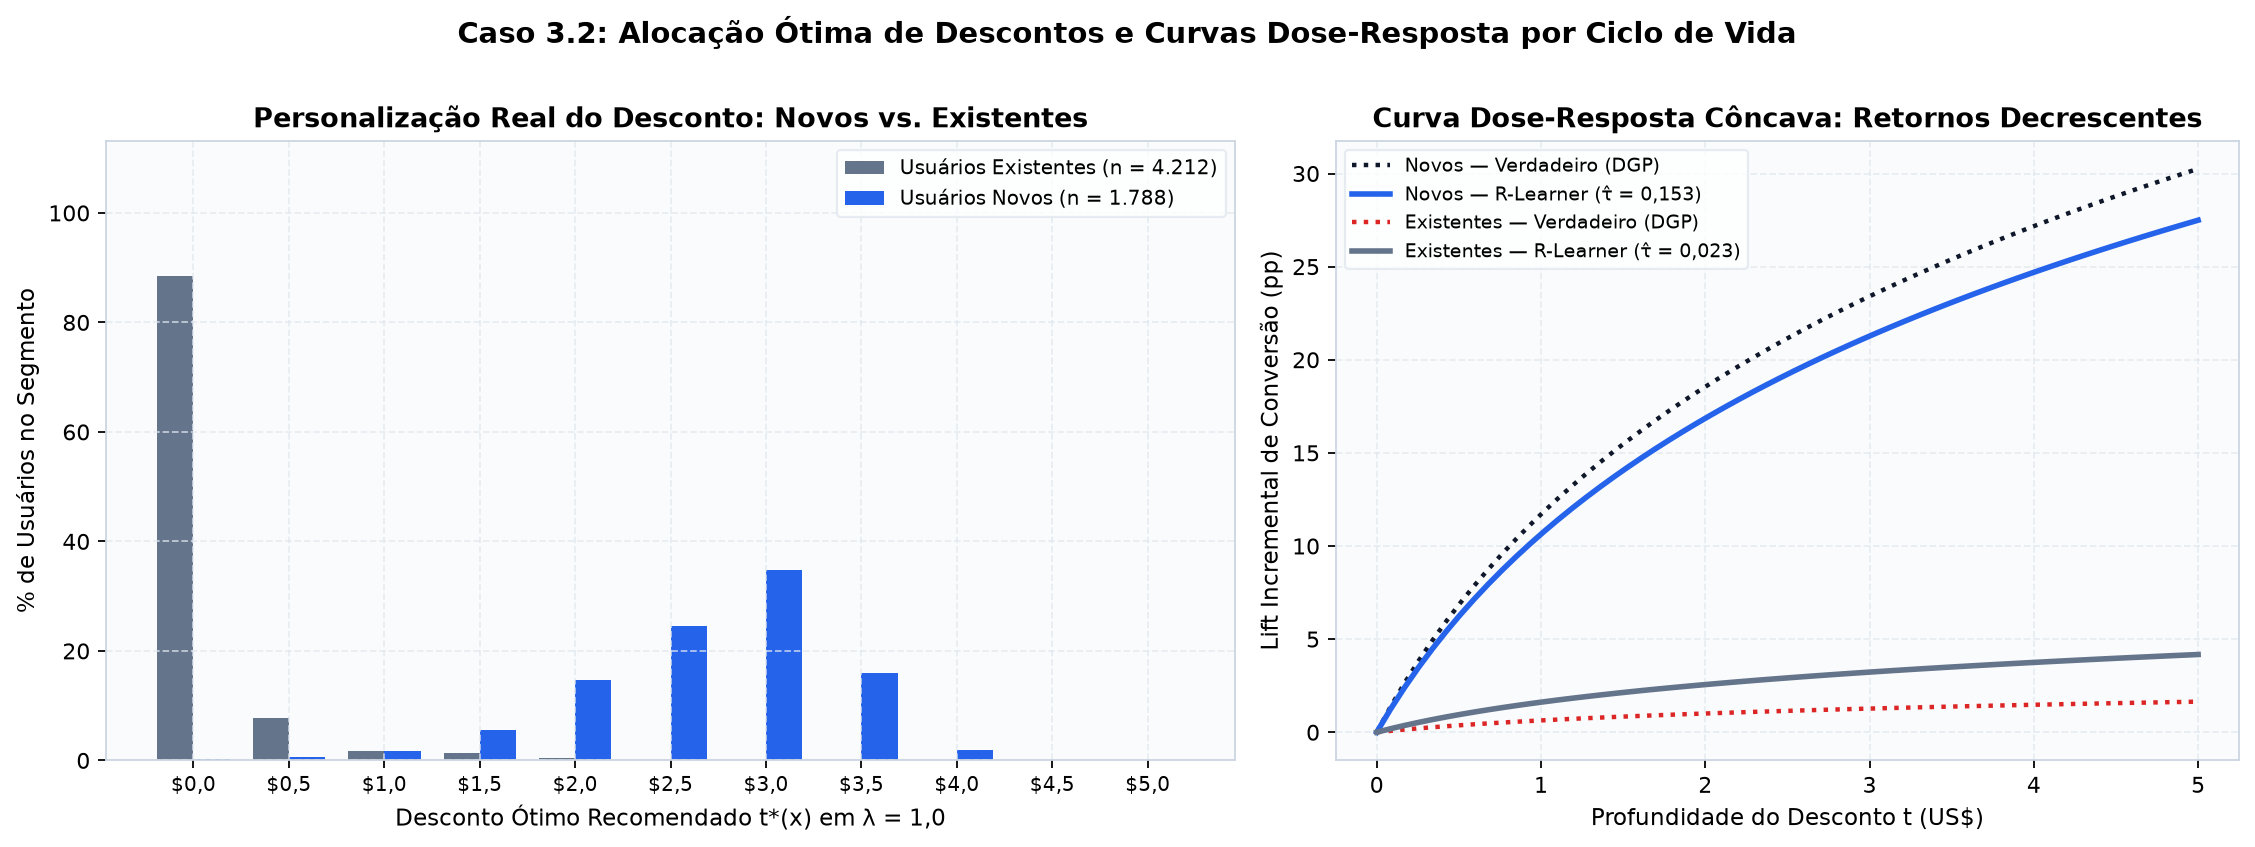 Caso 3.2: Alocação Ótima de Descontos e Curvas Dose-Resposta por Ciclo de Vida
Personalização Real do Desconto: Novos vs. Existentes
% de Usuários no Segmento
100
80
60
40
20
0
Usuários Existentes (n = 4.212)
Usuários Novos (n = 1.788)
$0,0 $0,5 $1,0 $1,5 $2,0 $2,5 $3,0 $3,5 $4,0 $4,5 $5,0
Desconto Ótimo Recomendado t*(x) em λ = 1,0
Curva Dose-Resposta Côncava: Retornos Decrescentes
Lift Incremental de Conversão (pp)
30
25
20
15
10
5
0
Novos — Verdadeiro (DGP)
Novos — R-Learner (τ̂ = 0,153)
Existentes — Verdadeiro (DGP)
Existentes — R-Learner (τ̂ = 0,023)
0 1 2 3 4 5
Profundidade do Desconto t (US$)